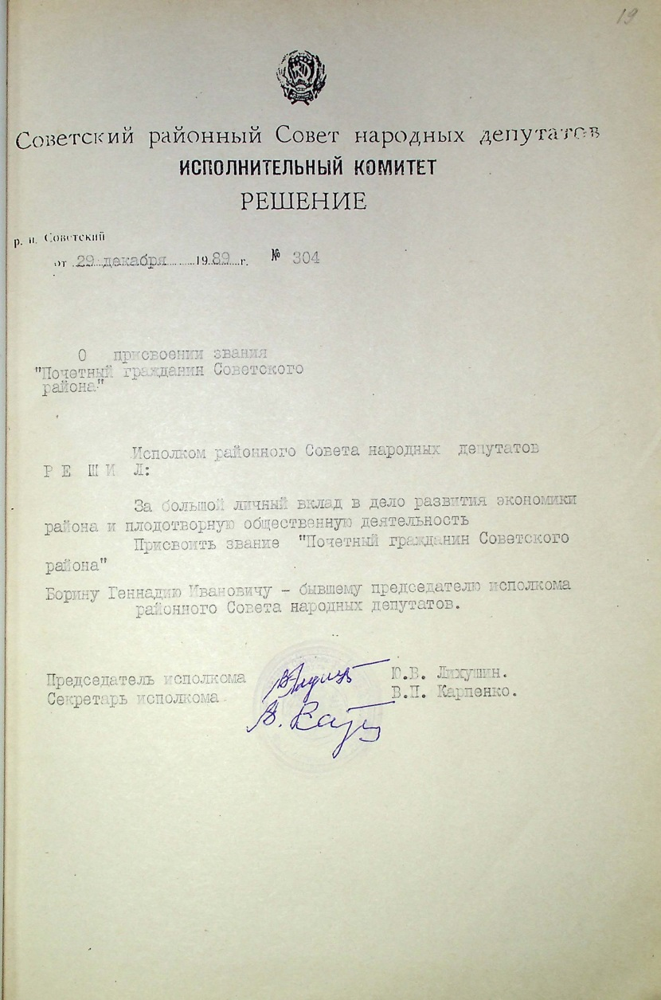 19
Советский районный Совет народных депутатов
ИСПОЛНИТЕЛЬНЫЙ КОМИТЕТ
РЕШЕНИЕ
р. п. Советский
от 29 декабря 1989 г. № 304
О присвоении звания
"Почетный гражданин Советского
района"
Исполком районного Совета народных депутатов
Р Е Ш И Л:
За большой личный вклад в дело развития экономики
района и плодотворную общественную деятельность
Присвоить звание "Почетный гражданин Советского
района"
Борину Геннадию Ивановичу – бывшему председателю исполкома
районного Совета народных депутатов.
Председатель исполкома Ю.В. Лихушин.
Секретарь исполкома В.П. Карпенко.